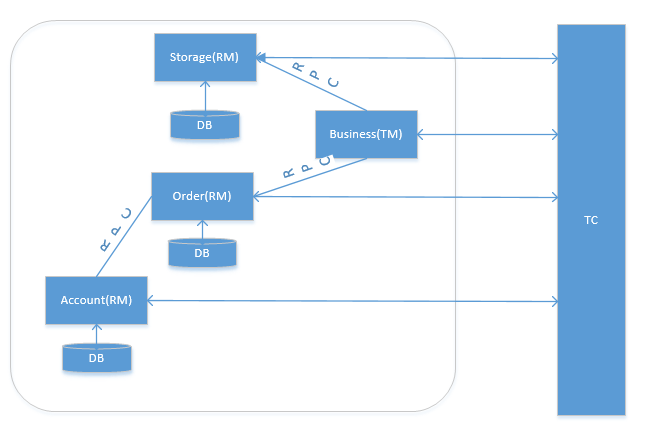 Storage(RM)
RPC
DB
Business(TM)
RPC
Order(RM)
TC
RPC
DB
Account(RM)
DB